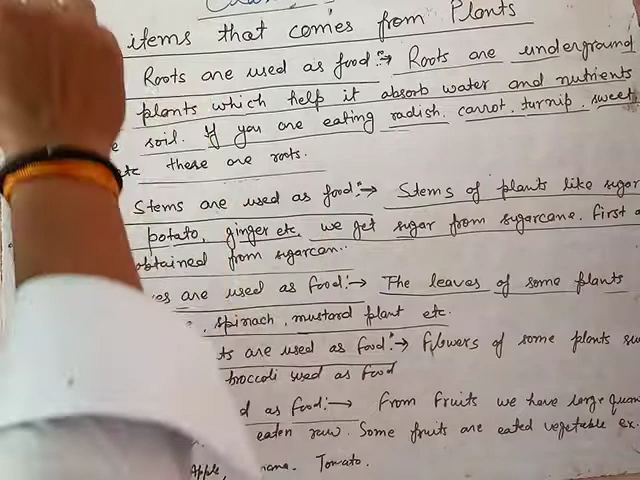 items that comes from Plants
Roots are used as food:→ Roots are underground
plants which help it absorb water and nutrients
soil. If you are eating radish, carrot, turnip, sweet
etc these are roots.
Stems are used as food:→ Stems of plants like sugar
potato, ginger etc, we get sugar from sugarcane. First
obtained from sugarcan..
are used as food:→ The leaves of some plants
, spinach, mustard plant etc.
are used as food:→ Flowers of some plants
broccoli used as food
as food:→ From fruits we have large
eaten raw. Some fruits are eated vegetable ex.
Apple, Tomato.